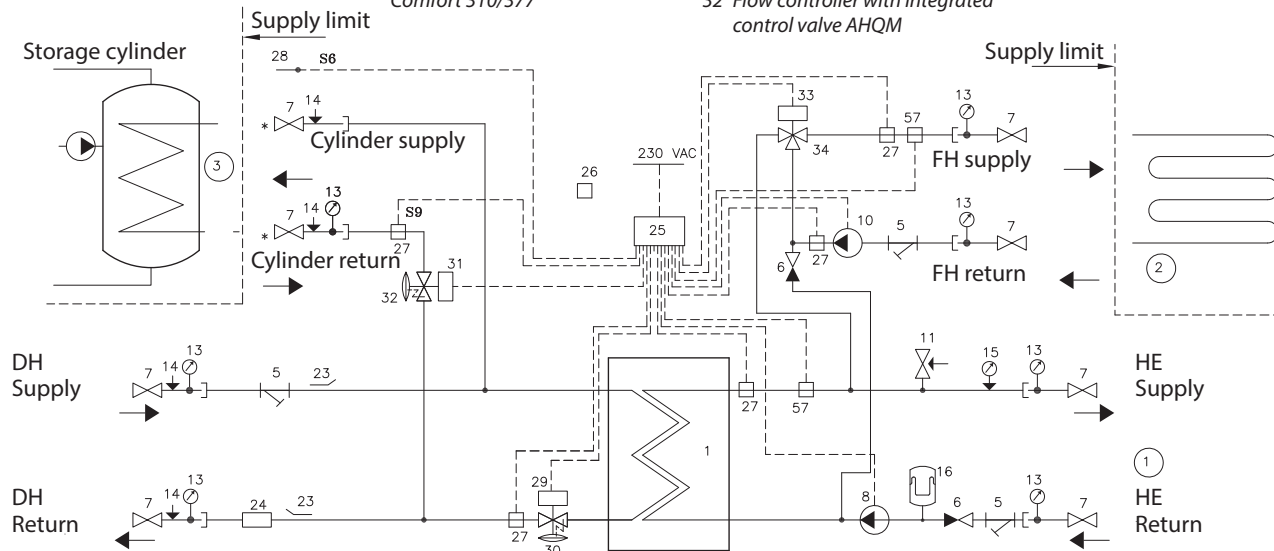 Comfort 310/377
32 Flow controller with integrated
control valve AHQM
Supply limit
Storage cylinder
Supply limit
28 S6
33
13
7
14
7
57
*
Cylinder supply
34
27
FH supply
3
230 VAC
26
13
13
14
S9
10
5
7
7
25
*
27
27
Cylinder return
6
FH return
2
31
32
11
DH
Supply
7
14
13
5
23
15
13
7
HE
Supply
27
57
1
1
16
DH
Return
7
14
13
24
23
29
8
6
5
13
7
HE
Return
27
30